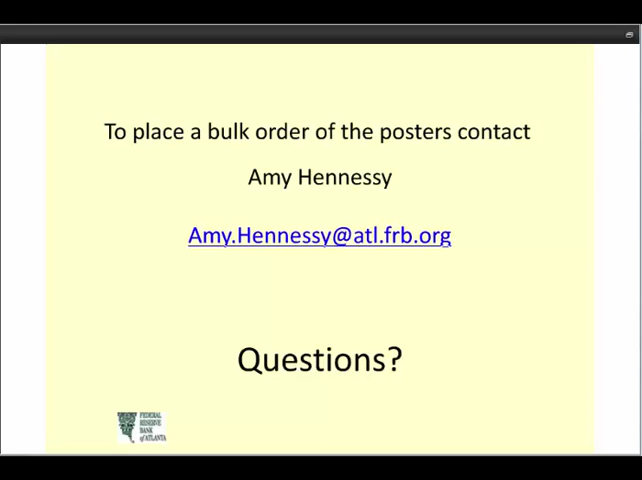 To place a bulk order of the posters contact
Amy Hennessy
Amy.Hennessy@atl.frb.org
Questions?
FEDERAL
RESERVE
BANK
of ATLANTA